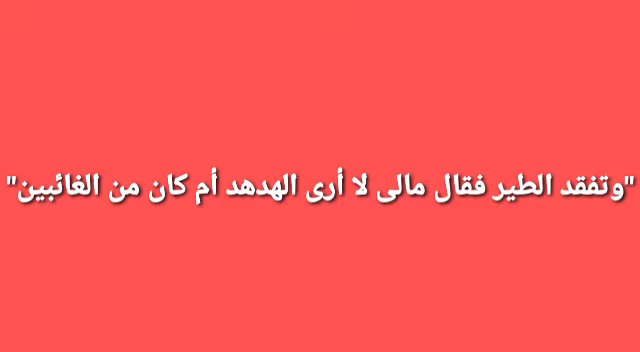 "وتفقد الطير فقال مالى لا أرى الهدهد أم كان من الغائبين"